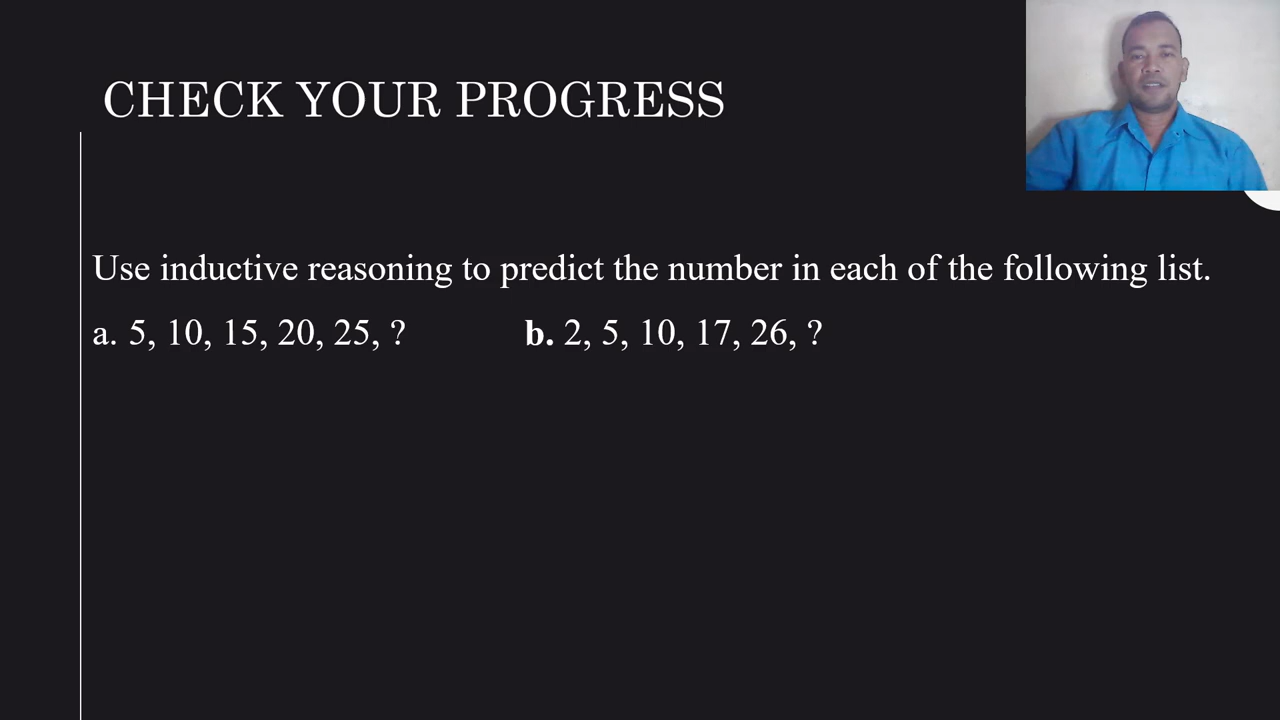 CHECK YOUR PROGRESS
Use inductive reasoning to predict the number in each of the following list.
a. 5, 10, 15, 20, 25, ? b. 2, 5, 10, 17, 26, ?